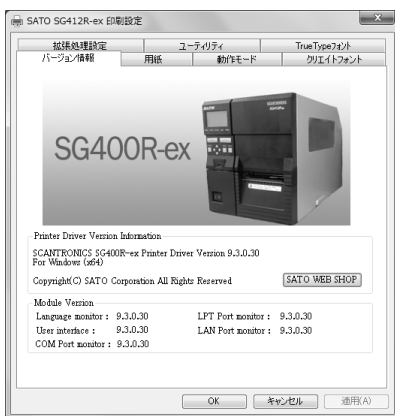 SATO SG412R-ex 印刷設定
拡張処理設定 ユーティリティ TrueTypeフォント
バージョン情報 用紙 動作モード クリエイトフォント
SG400R-ex
Printer Driver Version Information
SCANTRONICS SG400R-ex Printer Driver Version 9.3.0.30
For Windows (x64)
Copyright(C) SATO Corporation All Rights Reserved
SATO WEB SHOP
Module Version
Language monitor : 9.3.0.30 LPT Port monitor : 9.3.0.30
User interface : 9.3.0.30 LAN Port monitor : 9.3.0.30
COM Port monitor : 9.3.0.30
OK キャンセル 適用(A)